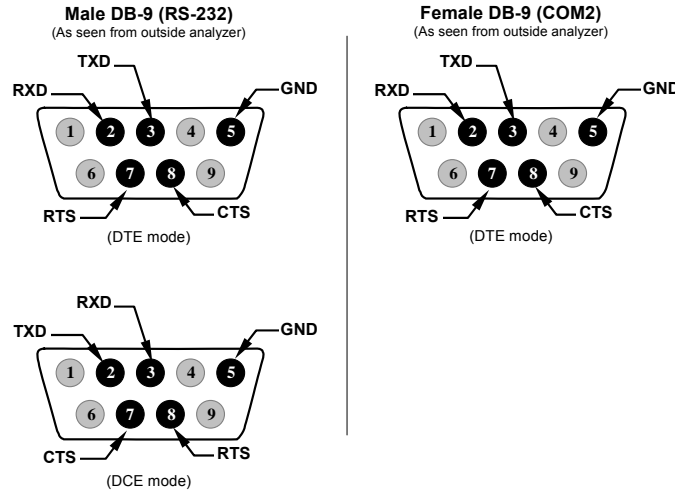 Male DB-9 (RS-232)
(As seen from outside analyzer)
TXD
RXD
GND
1 2 3 4 5
6 7 8 9
RTS
CTS
(DTE mode)
RXD
TXD
GND
1 2 3 4 5
6 7 8 9
CTS
RTS
(DCE mode)
Female DB-9 (COM2)
(As seen from outside analyzer)
TXD
RXD
GND
1 2 3 4 5
6 7 8 9
RTS
CTS
(DTE mode)